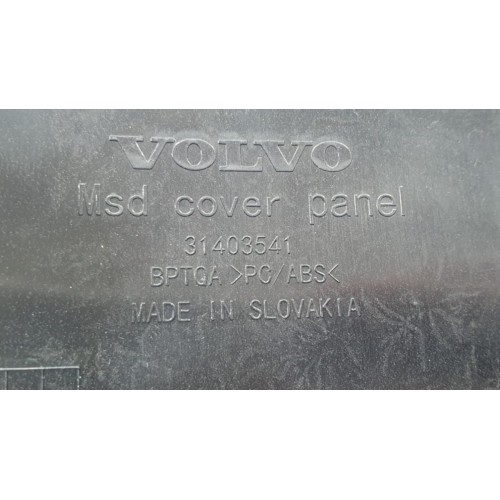 VOLVO
Msd cover panel
31403541
BPTQA >PC/ABS<
MADE IN SLOVAKIA